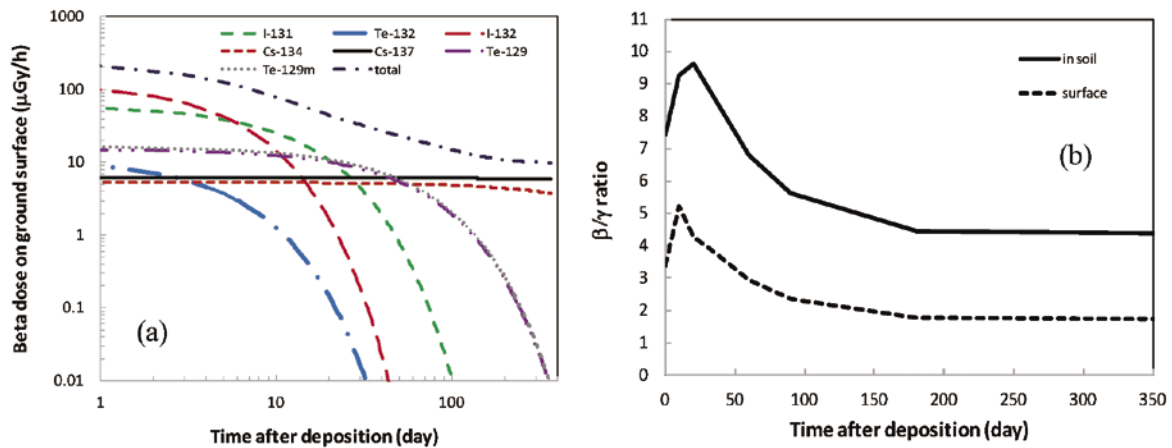 1000
100
10
1
0.1
0.01
Beta dose on ground surface (µGy/h)
I-131 Te-132 I-132
Cs-134 Cs-137 Te-129
Te-129m total
(a)
1 10 100
Time after deposition (day)
11
10
9
8
7
6
5
4
3
2
1
0
β/γ ratio
in soil
surface
(b)
0 50 100 150 200 250 300 350
Time after deposition (day)